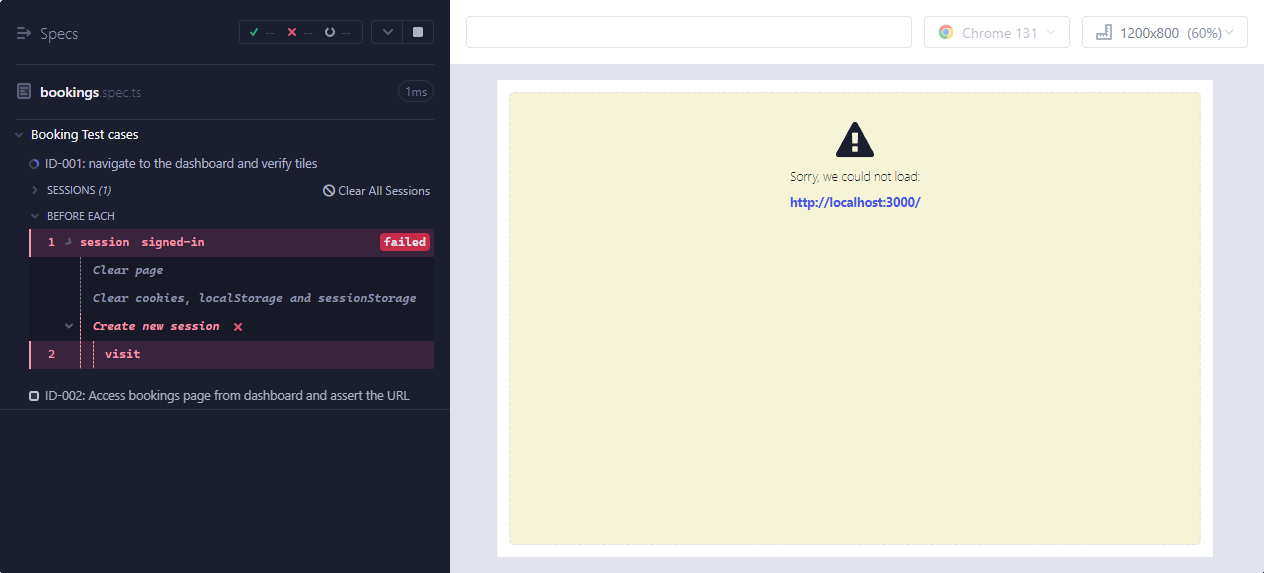 Specs
-- -- --
bookings.spec.ts
1ms
Booking Test cases
ID-001: navigate to the dashboard and verify tiles
SESSIONS (1)
Clear All Sessions
BEFORE EACH
1 session signed-in failed
Clear page
Clear cookies, localStorage and sessionStorage
Create new session
2 visit
ID-002: Access bookings page from dashboard and assert the URL
Chrome 131
1200x800 (60%)
Sorry, we could not load:
http://localhost:3000/